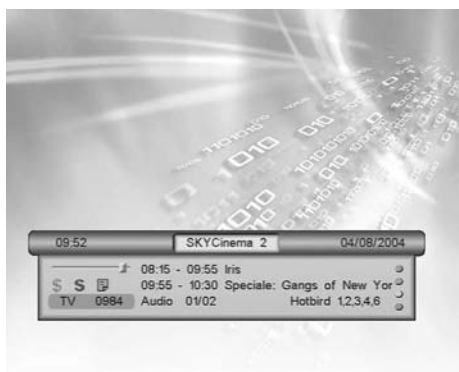 09:52 SKYCinema 2 04/08/2004
08:15 - 09:55 Iris
$ S 09:55 - 10:30 Speciale: Gangs of New Yor
TV 0984 Audio 01/02 Hotbird 1,2,3,4,6